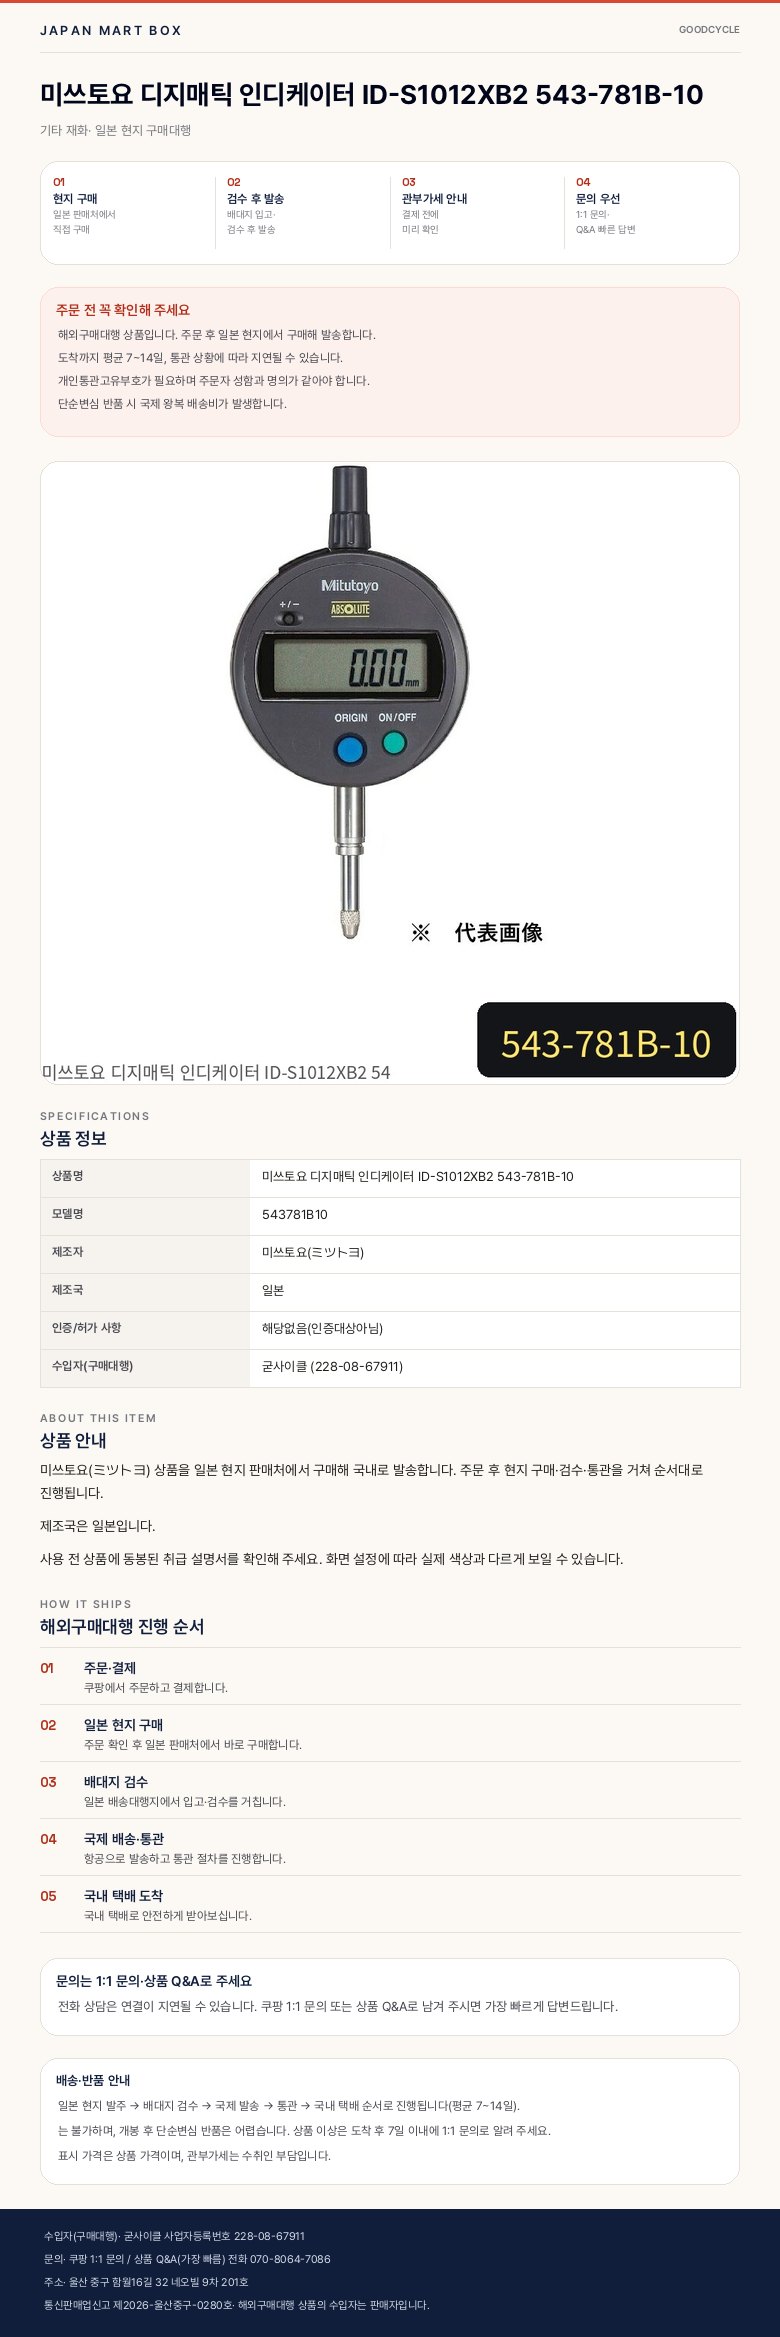 JAPAN MART BOX
GOODCYCLE
미쓰토요 디지매틱 인디케이터 ID-S1012XB2 543-781B-10
기타 재화· 일본 현지 구매대행
01
현지 구매
일본 판매처에서
직접 구매
02
검수 후 발송
배대지 입고·
검수 후 발송
03
관부가세 안내
결제 전에
미리 확인
04
문의 우선
1:1 문의·
Q&A 빠른 답변
주문 전 꼭 확인해 주세요
해외구매대행 상품입니다. 주문 후 일본 현지에서 구매해 발송합니다.
도착까지 평균 7~14일, 통관 상황에 따라 지연될 수 있습니다.
개인통관고유부호가 필요하며 주문자 성함과 명의가 같아야 합니다.
단순변심 반품 시 국제 왕복 배송비가 발생합니다.
Mitutoyo
+/−
ABSOLUTE
0.00 mm
ORIGIN ON/OFF
※ 代表画像
543-781B-10
미쓰토요 디지매틱 인디케이터 ID-S1012XB2 54
SPECIFICATIONS
상품 정보
상품명 미쓰토요 디지매틱 인디케이터 ID-S1012XB2 543-781B-10
모델명 543781B10
제조자 미쓰토요(ミツトヨ)
제조국 일본
인증/허가 사항 해당없음(인증대상아님)
수입자(구매대행) 굳사이클 (228-08-67911)
ABOUT THIS ITEM
상품 안내
미쓰토요(ミツトヨ) 상품을 일본 현지 판매처에서 구매해 국내로 발송합니다. 주문 후 현지 구매·검수·통관을 거쳐 순서대로
진행됩니다.
제조국은 일본입니다.
사용 전 상품에 동봉된 취급 설명서를 확인해 주세요. 화면 설정에 따라 실제 색상과 다르게 보일 수 있습니다.
HOW IT SHIPS
해외구매대행 진행 순서
01 주문·결제
쿠팡에서 주문하고 결제합니다.
02 일본 현지 구매
주문 확인 후 일본 판매처에서 바로 구매합니다.
03 배대지 검수
일본 배송대행지에서 입고·검수를 거칩니다.
04 국제 배송·통관
항공으로 발송하고 통관 절차를 진행합니다.
05 국내 택배 도착
국내 택배로 안전하게 받아보십니다.
문의는 1:1 문의·상품 Q&A로 주세요
전화 상담은 연결이 지연될 수 있습니다. 쿠팡 1:1 문의 또는 상품 Q&A로 남겨 주시면 가장 빠르게 답변드립니다.
배송·반품 안내
일본 현지 발주 → 배대지 검수 → 국제 발송 → 통관 → 국내 택배 순서로 진행됩니다(평균 7~14일).
는 불가하며, 개봉 후 단순변심 반품은 어렵습니다. 상품 이상은 도착 후 7일 이내에 1:1 문의로 알려 주세요.
표시 가격은 상품 가격이며, 관부가세는 수취인 부담입니다.
수입자(구매대행)· 굳사이클 사업자등록번호 228-08-67911
문의· 쿠팡 1:1 문의 / 상품 Q&A(가장 빠름) 전화 070-8064-7086
주소· 울산 중구 함월16길 32 네오빌 9차 201호
통신판매업신고 제2026-울산중구-0280호· 해외구매대행 상품의 수입자는 판매자입니다.